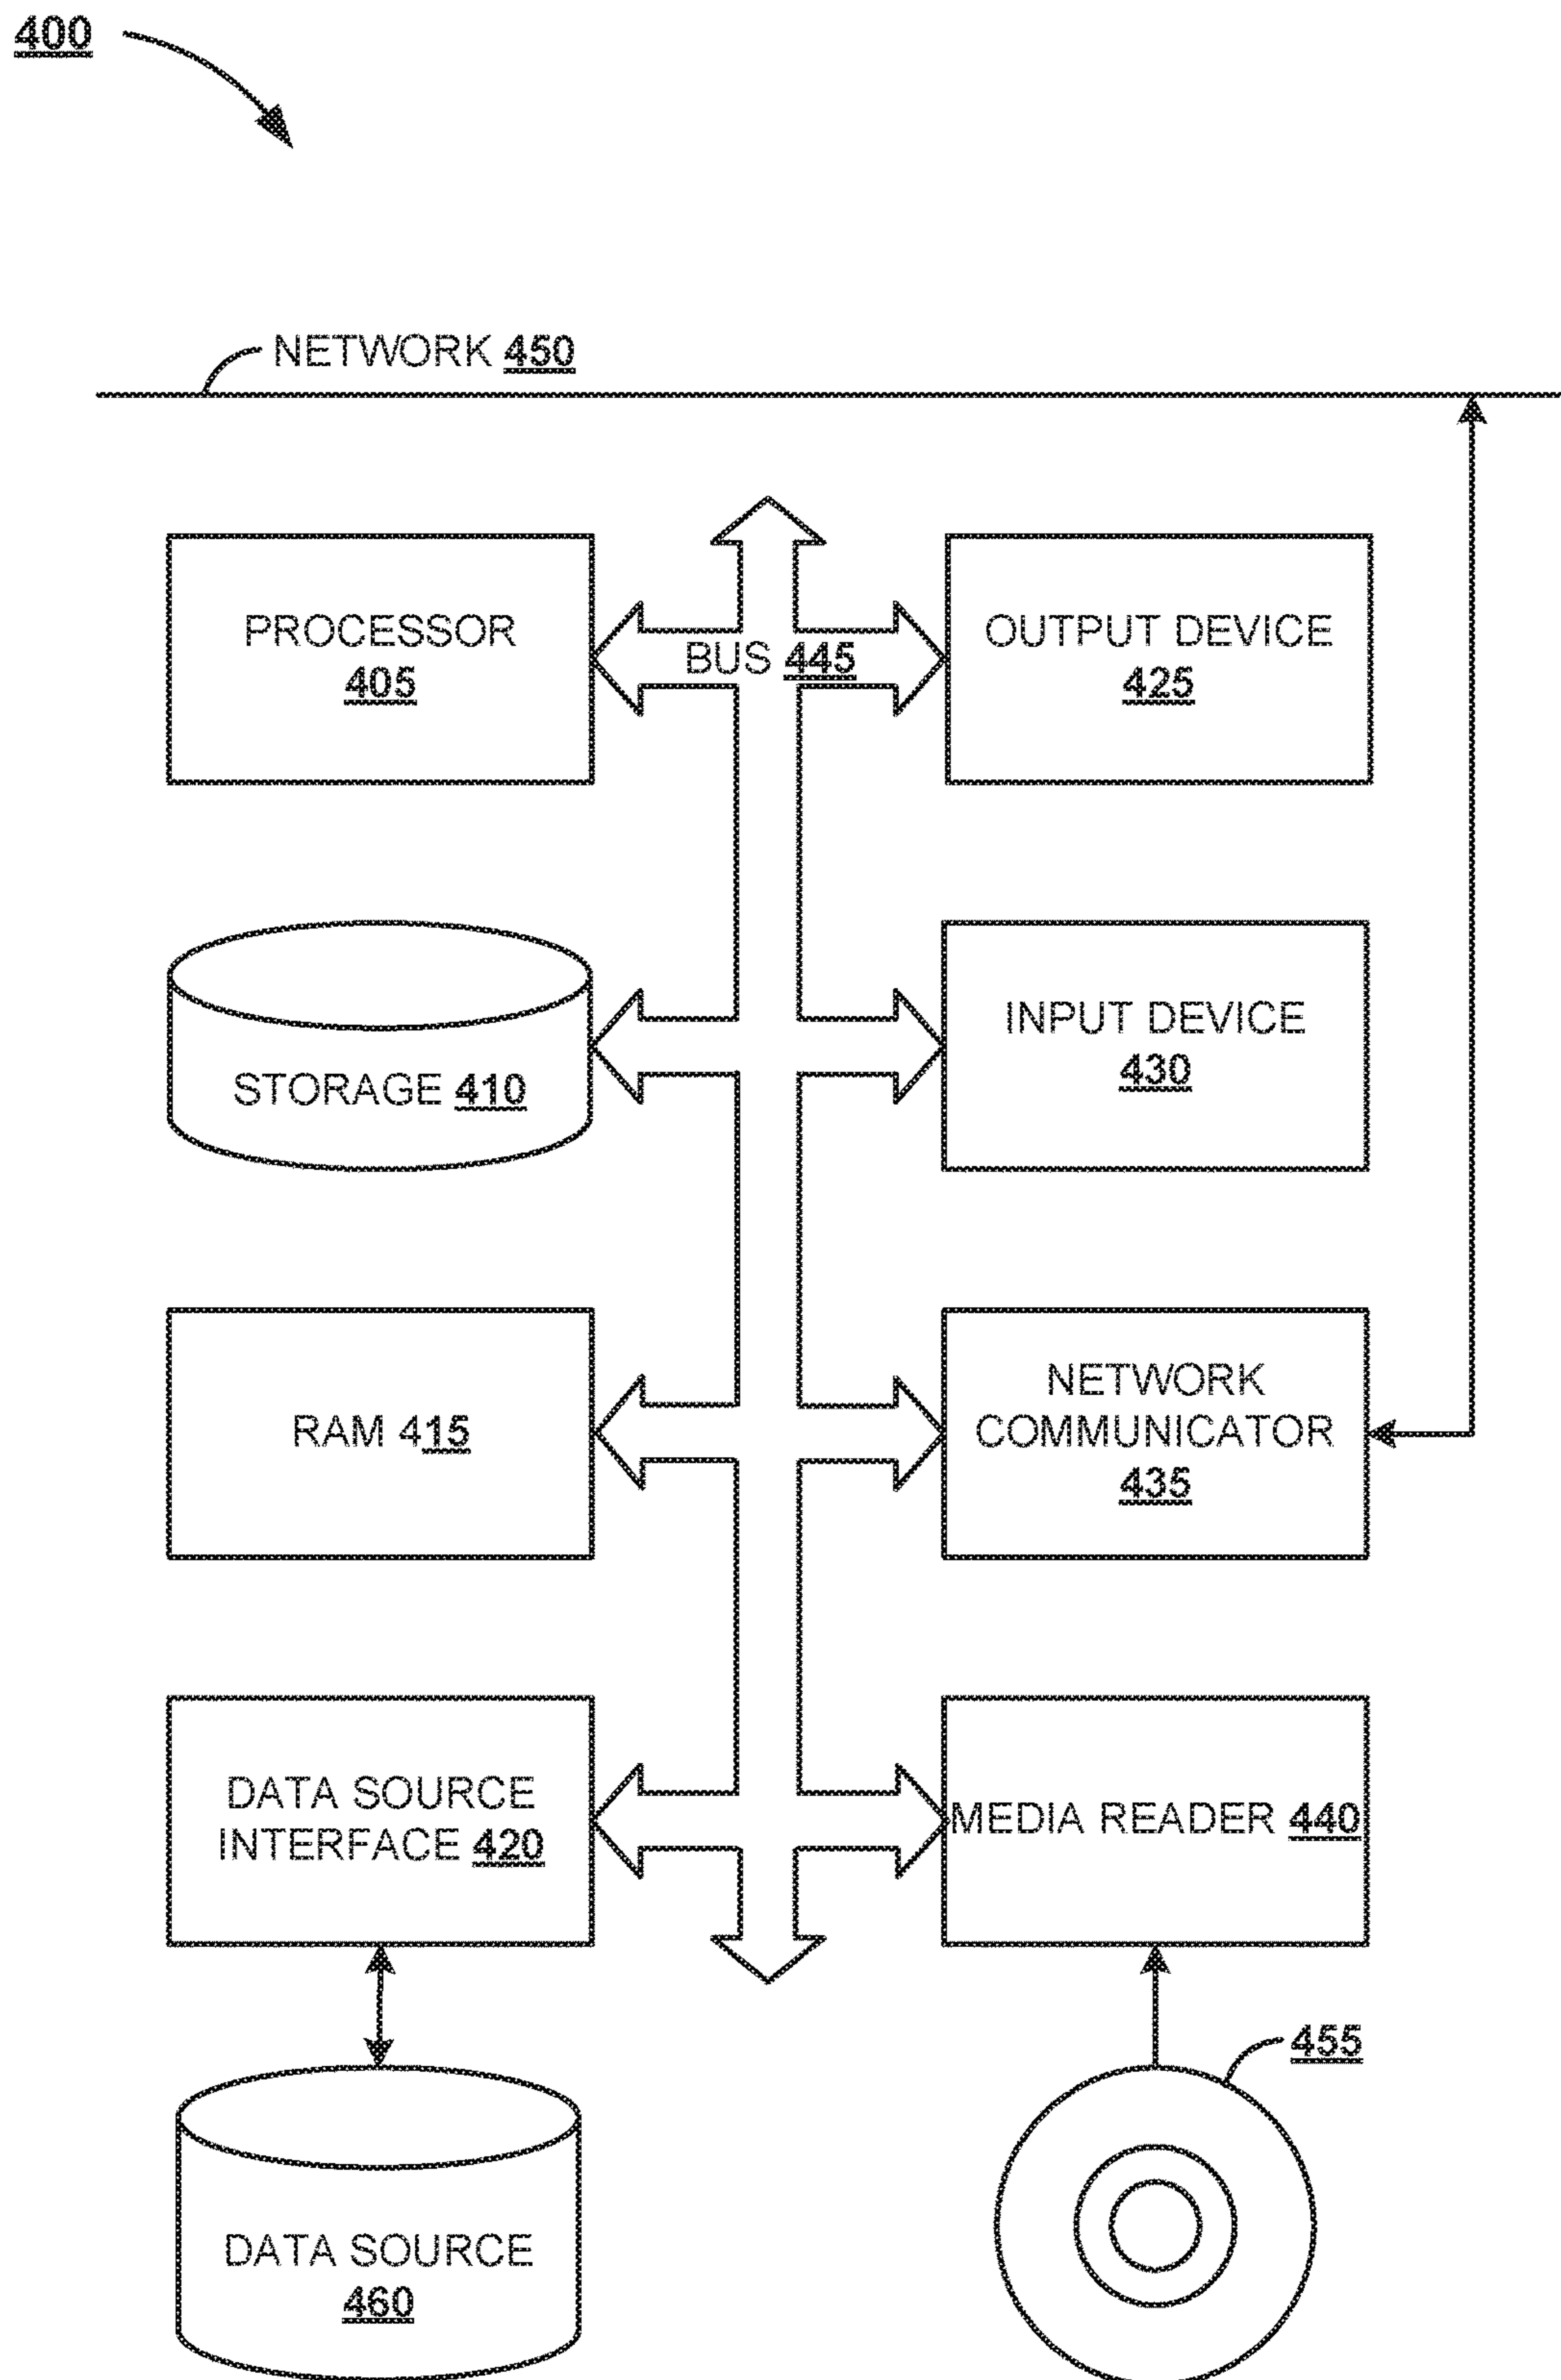 400
NETWORK 450
PROCESSOR
405
BUS 445
OUTPUT DEVICE
425
STORAGE 410
INPUT DEVICE
430
RAM 415
NETWORK
COMMUNICATOR
435
DATA SOURCE
INTERFACE 420
MEDIA READER 440
455
DATA SOURCE
460